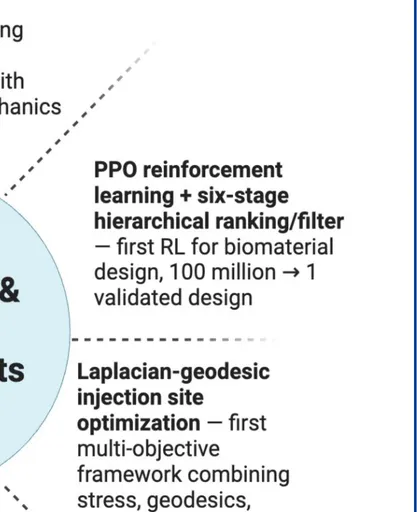 ng
ith
hanics
PPO reinforcement
learning + six-stage
hierarchical ranking/filter
— first RL for biomaterial
design, 100 million → 1
validated design
&
ts
Laplacian-geodesic
injection site
optimization — first
multi-objective
framework combining
stress, geodesics,